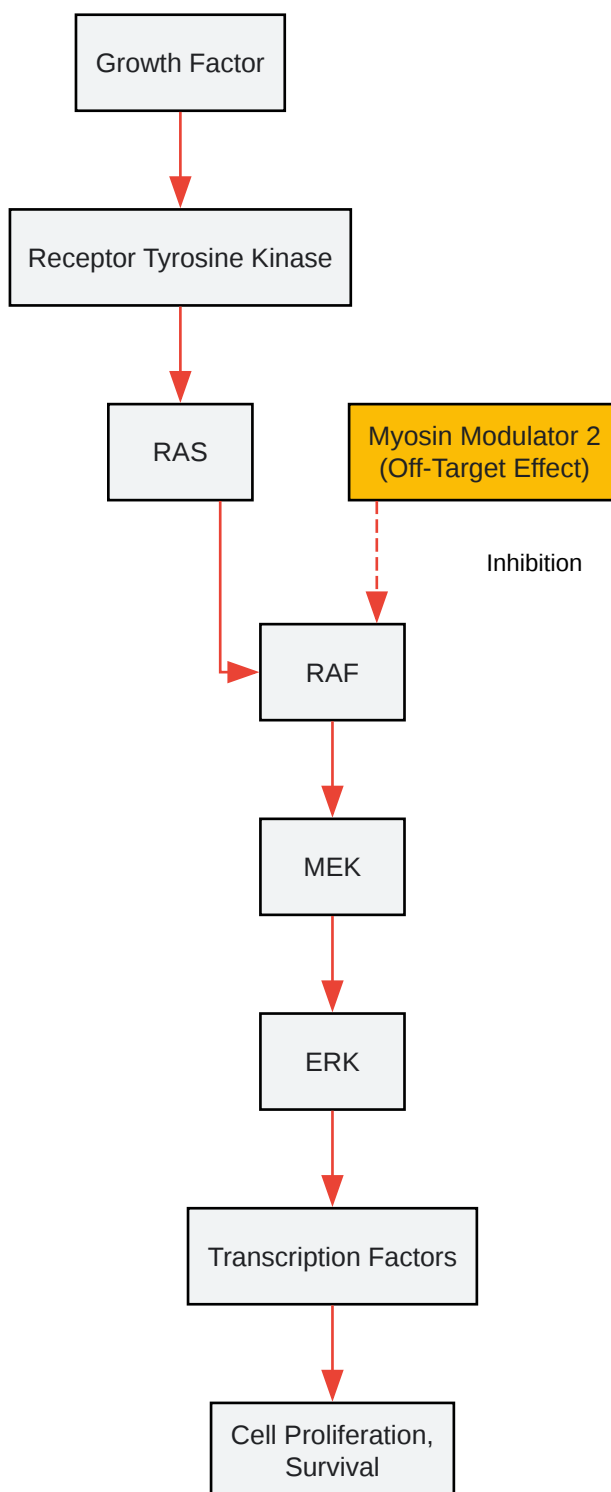 Growth Factor
Receptor Tyrosine Kinase
RAS
Myosin Modulator 2
(Off-Target Effect)
Inhibition
RAF
MEK
ERK
Transcription Factors
Cell Proliferation,
Survival